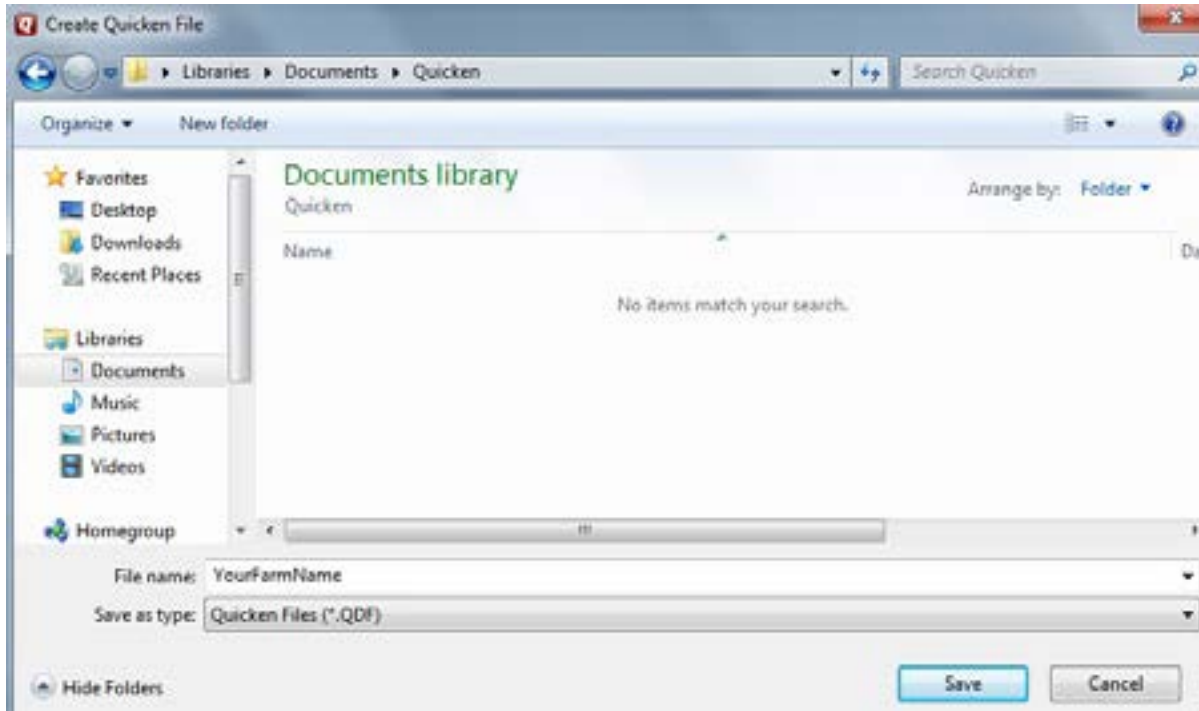 Create Quicken File
Libraries Documents Quicken
Search Quicken
Organize New folder
Favorites
Desktop
Downloads
Recent Places
Libraries
Documents
Music
Pictures
Videos
Homegroup
Documents library
Quicken
Arrange by: Folder
Name
Da
No items match your search.
File name: YourFarmName
Save as type: Quicken Files (*.QDF)
Hide Folders
Save Cancel